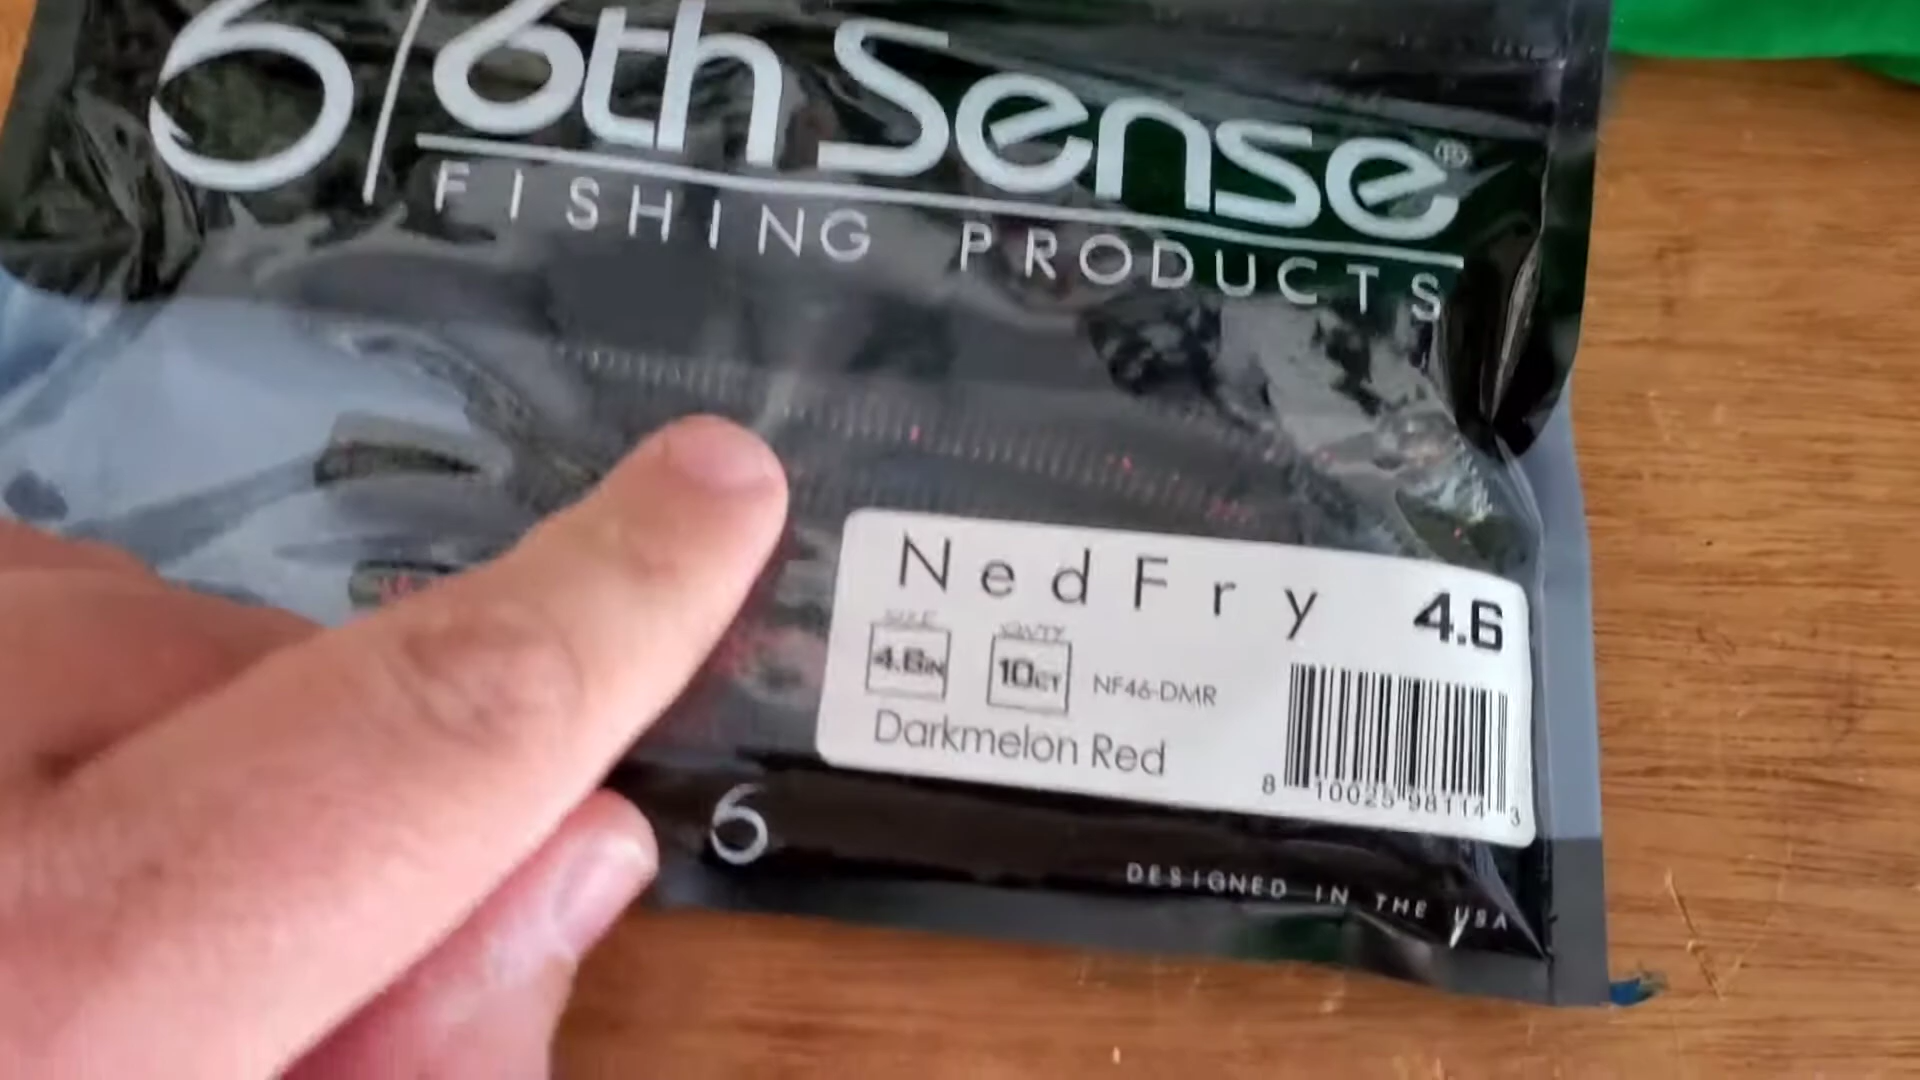 6 6th Sense®
FISHING PRODUCTS
NedFry 4.6
SIZE QNTY
4.6IN 10CT NF46-DMR
Darkmelon Red
8 10025 98114 3
6
DESIGNED IN THE USA